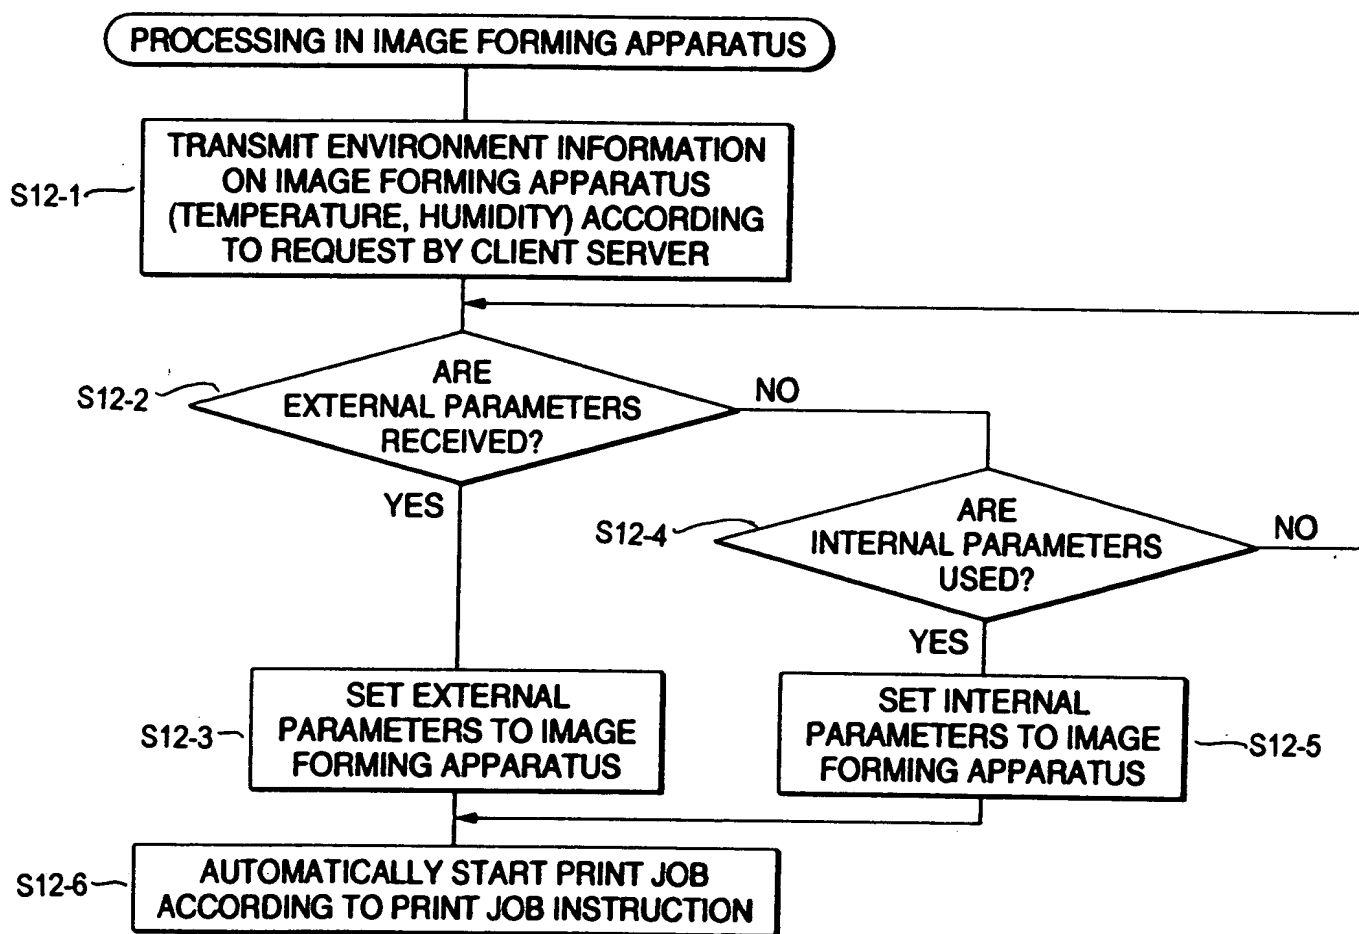 PROCESSING IN IMAGE FORMING APPARATUS
S12-1
TRANSMIT ENVIRONMENT INFORMATION
ON IMAGE FORMING APPARATUS
(TEMPERATURE, HUMIDITY) ACCORDING
TO REQUEST BY CLIENT SERVER
S12-2
ARE
EXTERNAL PARAMETERS
RECEIVED?
NO
YES
S12-4
ARE
INTERNAL PARAMETERS
USED?
NO
YES
S12-3
SET EXTERNAL
PARAMETERS TO IMAGE
FORMING APPARATUS
SET INTERNAL
PARAMETERS TO IMAGE
FORMING APPARATUS
S12-5
S12-6
AUTOMATICALLY START PRINT JOB
ACCORDING TO PRINT JOB INSTRUCTION